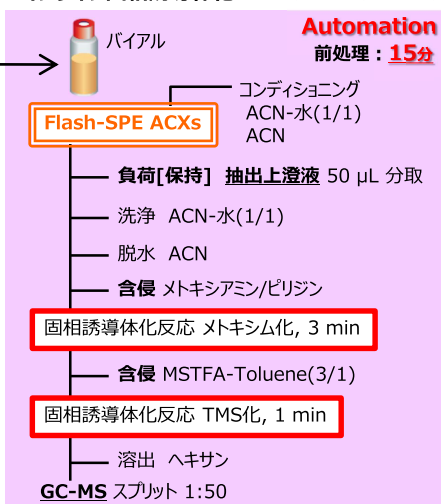 バイアル
Automation
前処理：15分
コンディショニング
ACN-水(1/1)
ACN
Flash-SPE ACXs
負荷[保持] 抽出上澄液 50 µL 分取
洗浄 ACN-水(1/1)
脱水 ACN
含侵 メトキシアミン/ピリジン
固相誘導体化反応 メトキシム化, 3 min
含侵 MSTFA-Toluene(3/1)
固相誘導体化反応 TMS化, 1 min
溶出 ヘキサン
GC-MS スプリット 1:50